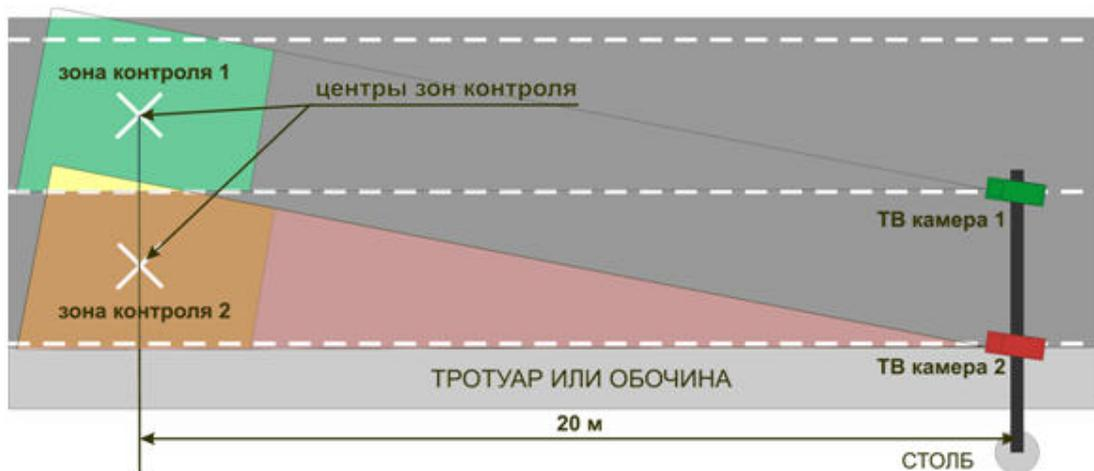 зона контроля 1
центры зон контроля
ТВ камера 1
зона контроля 2
ТВ камера 2
ТРОТУАР ИЛИ ОБОЧИНА
20 м
СТОЛБ